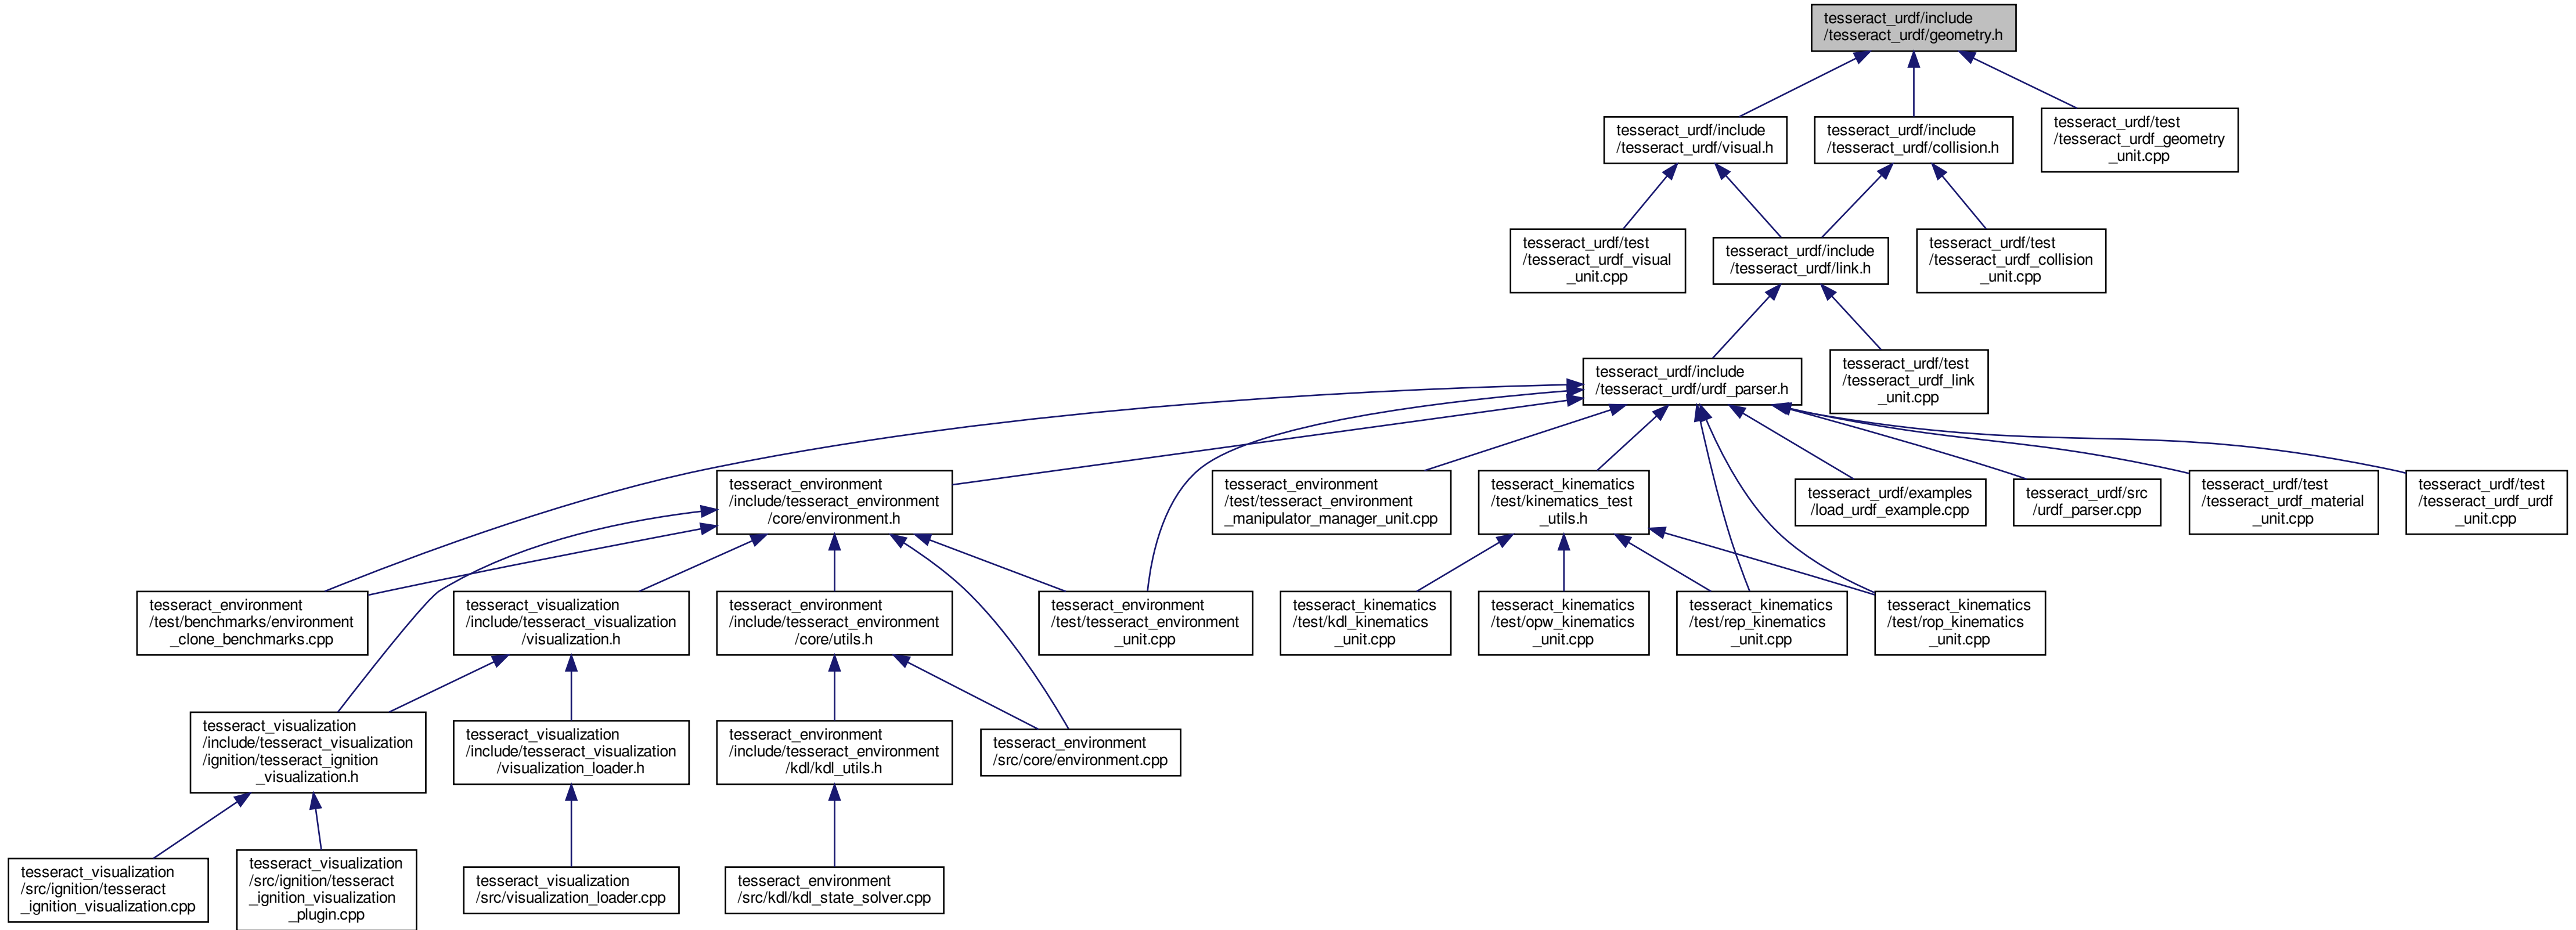 tesseract_urdf/include
/tesseract_urdf/geometry.h
tesseract_urdf/include
/tesseract_urdf/visual.h
tesseract_urdf/include
/tesseract_urdf/collision.h
tesseract_urdf/test
/tesseract_urdf_geometry
_unit.cpp
tesseract_urdf/test
/tesseract_urdf_visual
_unit.cpp
tesseract_urdf/include
/tesseract_urdf/link.h
tesseract_urdf/test
/tesseract_urdf_collision
_unit.cpp
tesseract_urdf/include
/tesseract_urdf/urdf_parser.h
tesseract_urdf/test
/tesseract_urdf_link
_unit.cpp
tesseract_environment
/include/tesseract_environment
/core/environment.h
tesseract_environment
/test/tesseract_environment
_manipulator_manager_unit.cpp
tesseract_kinematics
/test/kinematics_test
_utils.h
tesseract_urdf/examples
/load_urdf_example.cpp
tesseract_urdf/src
/urdf_parser.cpp
tesseract_urdf/test
/tesseract_urdf_material
_unit.cpp
tesseract_urdf/test
/tesseract_urdf_urdf
_unit.cpp
tesseract_environment
/test/benchmarks/environment
_clone_benchmarks.cpp
tesseract_visualization
/include/tesseract_visualization
/visualization.h
tesseract_environment
/include/tesseract_environment
/core/utils.h
tesseract_environment
/test/tesseract_environment
_unit.cpp
tesseract_kinematics
/test/kdl_kinematics
_unit.cpp
tesseract_kinematics
/test/opw_kinematics
_unit.cpp
tesseract_kinematics
/test/rep_kinematics
_unit.cpp
tesseract_kinematics
/test/rop_kinematics
_unit.cpp
tesseract_visualization
/include/tesseract_visualization
/ignition/tesseract_ignition
_visualization.h
tesseract_visualization
/include/tesseract_visualization
/visualization_loader.h
tesseract_environment
/include/tesseract_environment
/kdl/kdl_utils.h
tesseract_environment
/src/core/environment.cpp
tesseract_visualization
/src/ignition/tesseract
_ignition_visualization.cpp
tesseract_visualization
/src/ignition/tesseract
_ignition_visualization
_plugin.cpp
tesseract_visualization
/src/visualization_loader.cpp
tesseract_environment
/src/kdl/kdl_state_solver.cpp